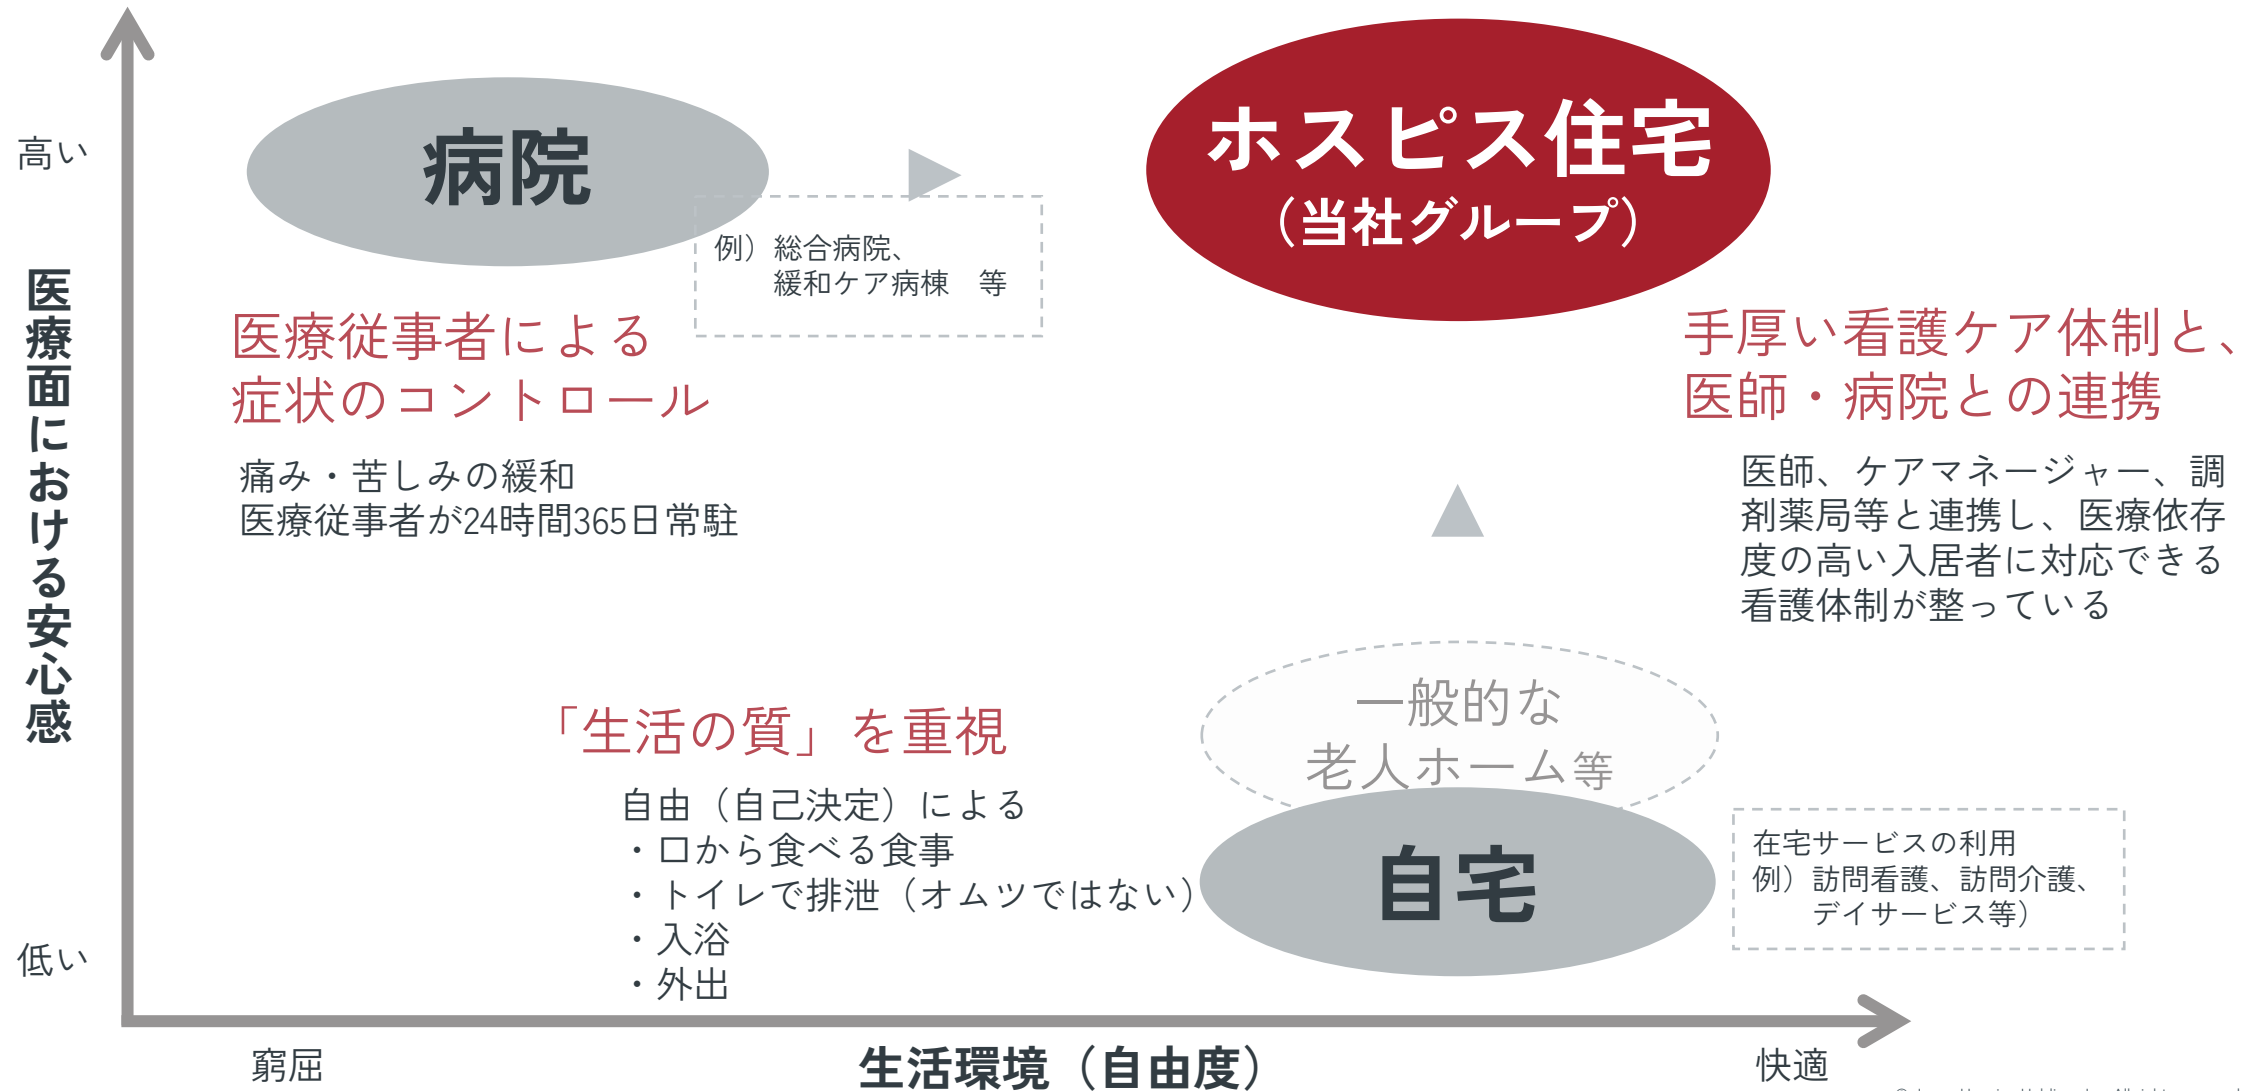 高い
医療面における安心感
低い
病院
例）総合病院、
緩和ケア病棟　等
医療従事者による
症状のコントロール
痛み・苦しみの緩和
医療従事者が24時間365日常駐
ホスピス住宅
（当社グループ）
手厚い看護ケア体制と、
医師・病院との連携
医師、ケアマネージャー、調
剤薬局等と連携し、医療依存
度の高い入居者に対応できる
看護体制が整っている
「生活の質」を重視
自由（自己決定）による
・口から食べる食事
・トイレで排泄（オムツではない）
・入浴
・外出
一般的な
老人ホーム等
自宅
在宅サービスの利用
例）訪問看護、訪問介護、
デイサービス等）
窮屈
生活環境（自由度）
快適